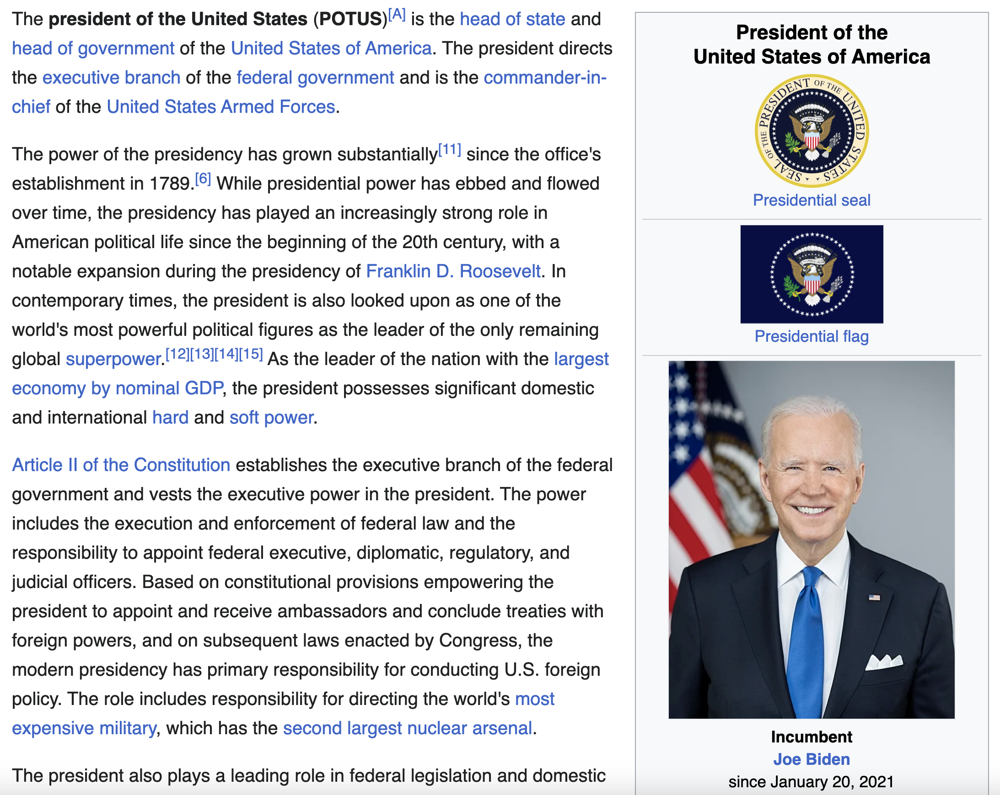 The president of the United States (POTUS)[A] is the head of state and
head of government of the United States of America. The president directs
the executive branch of the federal government and is the commander-in-
chief of the United States Armed Forces.
The power of the presidency has grown substantially[11] since the office's
establishment in 1789.[6] While presidential power has ebbed and flowed
over time, the presidency has played an increasingly strong role in
American political life since the beginning of the 20th century, with a
notable expansion during the presidency of Franklin D. Roosevelt. In
contemporary times, the president is also looked upon as one of the
world's most powerful political figures as the leader of the only remaining
global superpower.[12][13][14][15] As the leader of the nation with the largest
economy by nominal GDP, the president possesses significant domestic
and international hard and soft power.
Article II of the Constitution establishes the executive branch of the federal
government and vests the executive power in the president. The power
includes the execution and enforcement of federal law and the
responsibility to appoint federal executive, diplomatic, regulatory, and
judicial officers. Based on constitutional provisions empowering the
president to appoint and receive ambassadors and conclude treaties with
foreign powers, and on subsequent laws enacted by Congress, the
modern presidency has primary responsibility for conducting U.S. foreign
policy. The role includes responsibility for directing the world's most
expensive military, which has the second largest nuclear arsenal.
The president also plays a leading role in federal legislation and domestic
President of the
United States of America
SEAL OF THE PRESIDENT OF THE UNITED STATES
Presidential seal
Presidential flag
Incumbent
Joe Biden
since January 20, 2021